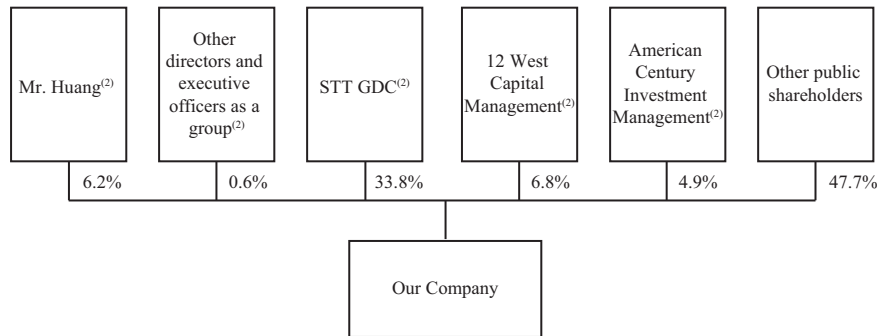 Mr. Huang(2)
Other
directors and
executive
officers as a
group(2)
STT GDC(2)
12 West
Capital
Management(2)
American
Century
Investment
Management(2)
Other public
shareholders
6.2%
0.6%
33.8%
6.8%
4.9%
47.7%
Our Company